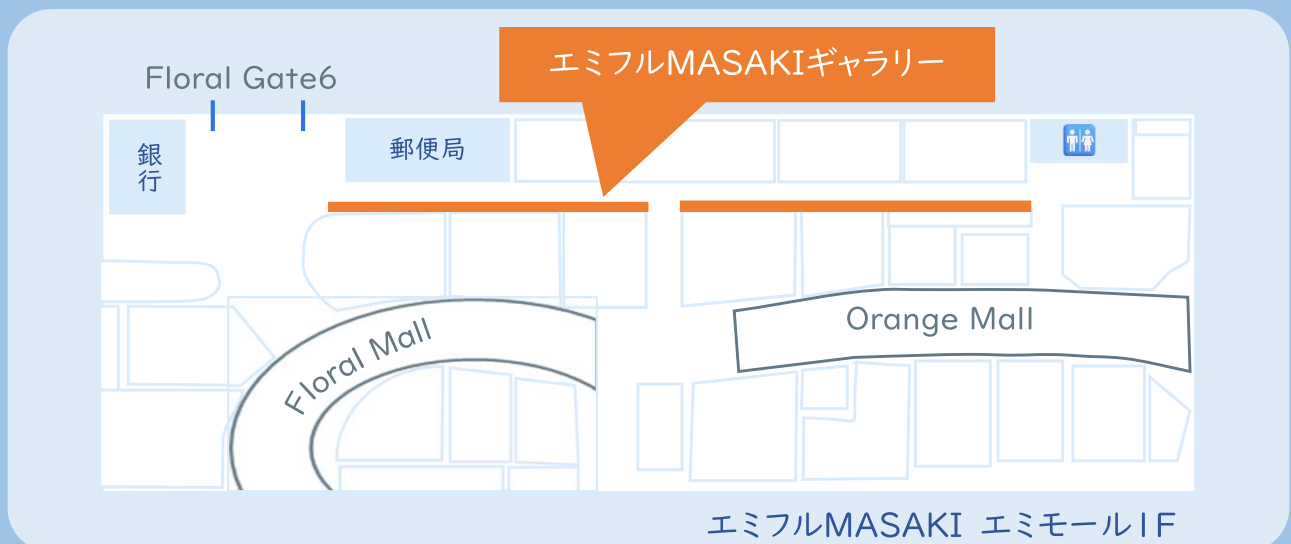 エミフルMASAKIギャラリー
Floral Gate6
銀行
郵便局
Orange Mall
Floral Mall
エミフルMASAKI エミモール1F